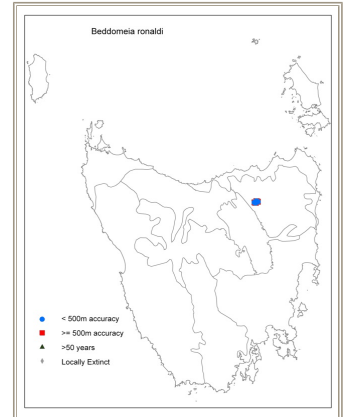 Beddomeia ronaldi
< 500m accuracy
>= 500m accuracy
>50 years
Locally Extinct